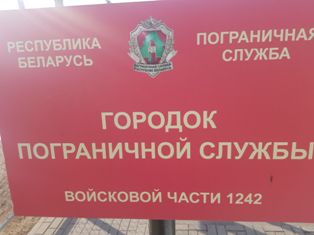 РЕСПУБЛИКА
БЕЛАРУСЬ
ПОГРАНИЧНАЯ
СЛУЖБА
ГОРОДОК
ПОГРАНИЧНОЙ СЛУЖБЫ
ВОЙСКОВОЙ ЧАСТИ 1242